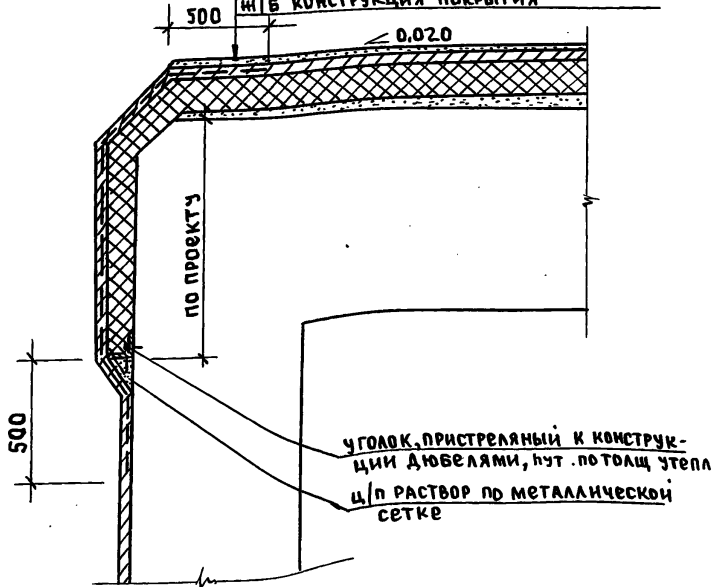 Ж/Б КОНСТРУКЦИЯ ПОКРЫТИЯ
500
0.020
ПО ПРОЕКТУ
500
УГОЛОК, ПРИСТРЕЛЯНЫЙ К КОНСТРУК-
ЦИИ ДЮБЕЛЯМИ, hУТ. ПО ТОЛЩ УТЕПЛ
Ц/П РАСТВОР ПО МЕТАЛЛИЧЕСКОЙ
СЕТКЕ